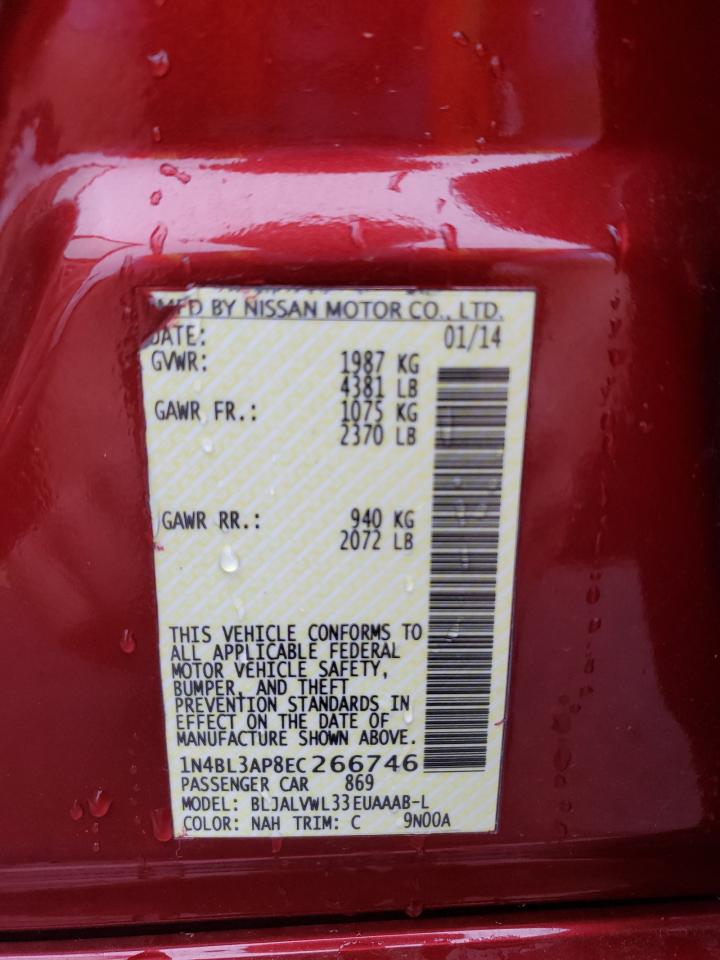 MFD BY NISSAN MOTOR CO., LTD.
DATE: 01/14
GVWR: 1987 KG
4381 LB
GAWR FR.: 1075 KG
2370 LB
GAWR RR.: 940 KG
2072 LB
THIS VEHICLE CONFORMS TO
ALL APPLICABLE FEDERAL
MOTOR VEHICLE SAFETY,
BUMPER, AND THEFT
PREVENTION STANDARDS IN
EFFECT ON THE DATE OF
MANUFACTURE SHOWN ABOVE.
1N4BL3AP8EC266746
PASSENGER CAR 869
MODEL: BLJALVWL33EUAAAB-L
COLOR: NAH TRIM: C 9N00A